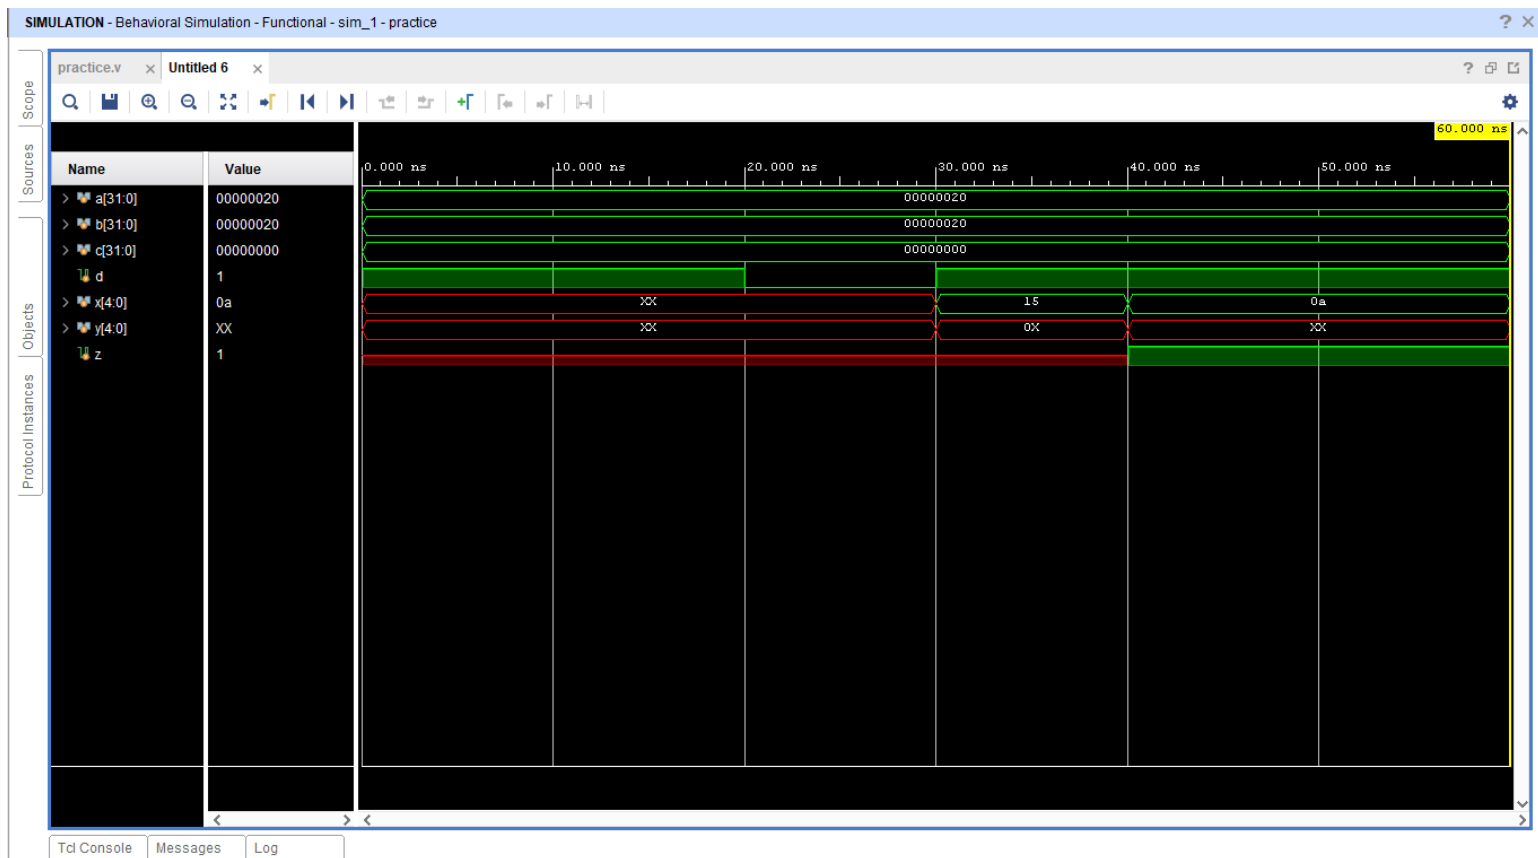 SIMULATION - Behavioral Simulation - Functional - sim_1 - practice
practice.v Untitled 6
60.000 ns
Name Value 0.000 ns 10.000 ns 20.000 ns 30.000 ns 40.000 ns 50.000 ns
a[31:0] 00000020 00000020
b[31:0] 00000020 00000020
c[31:0] 00000000 00000000
d 1
x[4:0] 0a XX 15 0a
y[4:0] XX XX 0X XX
z 1
Scope
Sources
Objects
Protocol Instances
Tcl Console Messages Log